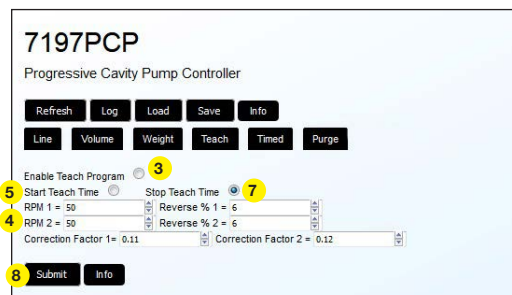 7197PCP
Progressive Cavity Pump Controller
Refresh Log Load Save Info
Line Volume Weight Teach Timed Purge
Enable Teach Program 3
5 Start Teach Time Stop Teach Time 7
RPM 1 = 50 Reverse % 1 = 6
4 RPM 2 = 50 Reverse % 2 = 6
Correction Factor 1= 0.11 Correction Factor 2 = 0.12
8 Submit Info